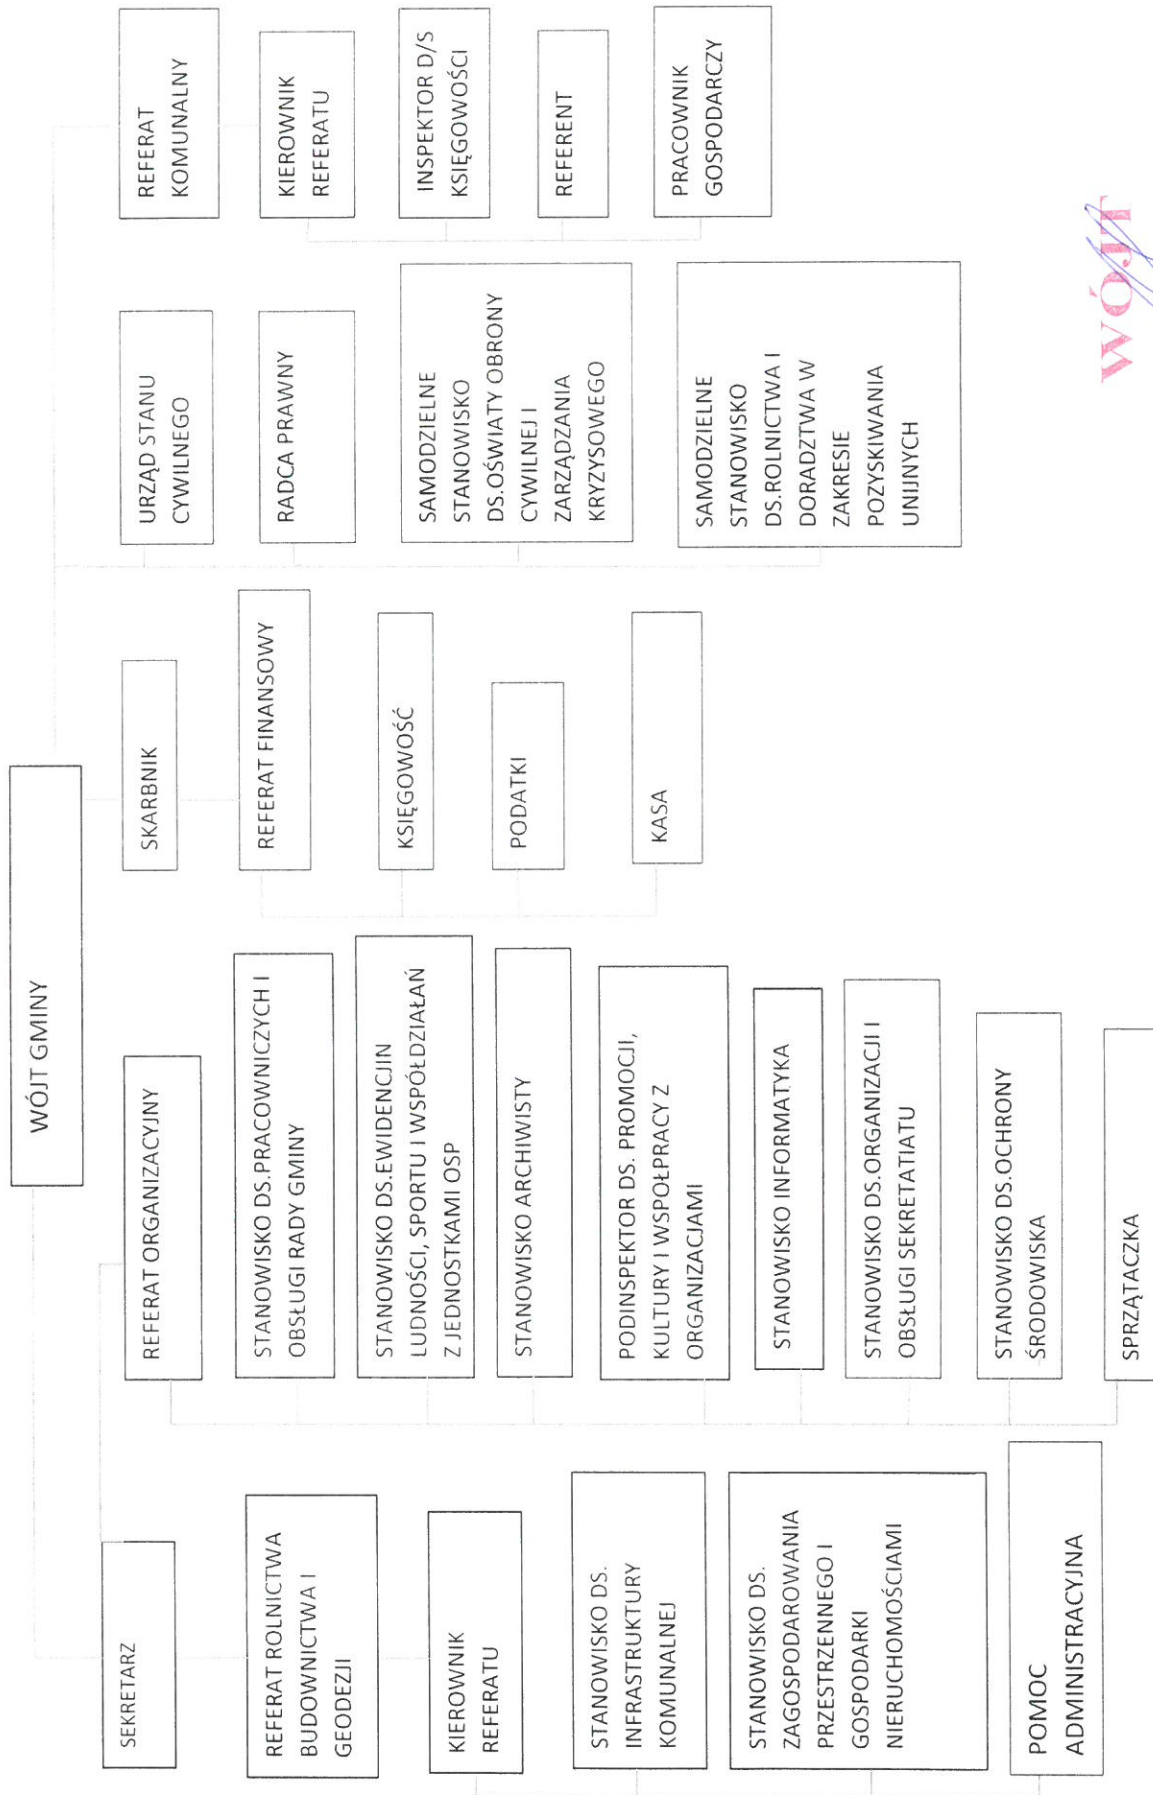 WÓJT GMINY
SEKRETARZ
REFERAT ROLNICTWA
BUDOWNICTWA I
GEODEZJI
KIEROWNIK
REFERATU
STANOWISKO DS.
INFRASTRUKTURY
KOMUNALNEJ
STANOWISKO DS.
ZAGOSPODAROWANIA
PRZESTRZENNEGO I
GOSPODARKI
NIERUCHOMOŚCIAMI
POMOC
ADMINISTRACYJNA
REFERAT ORGANIZACYJNY
STANOWISKO DS.PRACOWNICZYCH I
OBSŁUGI RADY GMINY
STANOWISKO DS.EWIDENCJIN
LUDNOŚCI, SPORTU I WSPÓŁDZIAŁAŃ
Z JEDNOSTKAMI OSP
STANOWISKO ARCHIWISTY
PODINSPEKTOR DS. PROMOCJI,
KULTURY I WSPOŁPRACY Z
ORGANIZACJAMI
STANOWISKO INFORMATYKA
STANOWISKO DS.ORGANIZACJI I
OBSŁUGI SEKRETATIATU
STANOWISKO DS.OCHRONY
ŚRODOWISKA
SPRZĄTACZKA
SKARBNIK
REFERAT FINANSOWY
KSIĘGOWOŚĆ
PODATKI
KASA
URZĄD STANU
CYWILNEGO
RADCA PRAWNY
SAMODZIELNE
STANOWISKO
DS.OŚWIATY OBRONY
CYWILNEJ I
ZARZĄDZANIA
KRYZYSOWEGO
SAMODZIELNE
STANOWISKO
DS.ROLNICTWA I
DORADZTWA W
ZAKRESIE
POZYSKIWANIA
UNIJNYCH
REFERAT
KOMUNALNY
KIEROWNIK
REFERATU
INSPEKTOR D/S
KSIĘGOWOŚCI
REFERENT
PRACOWNIK
GOSPODARCZY
WÓJT